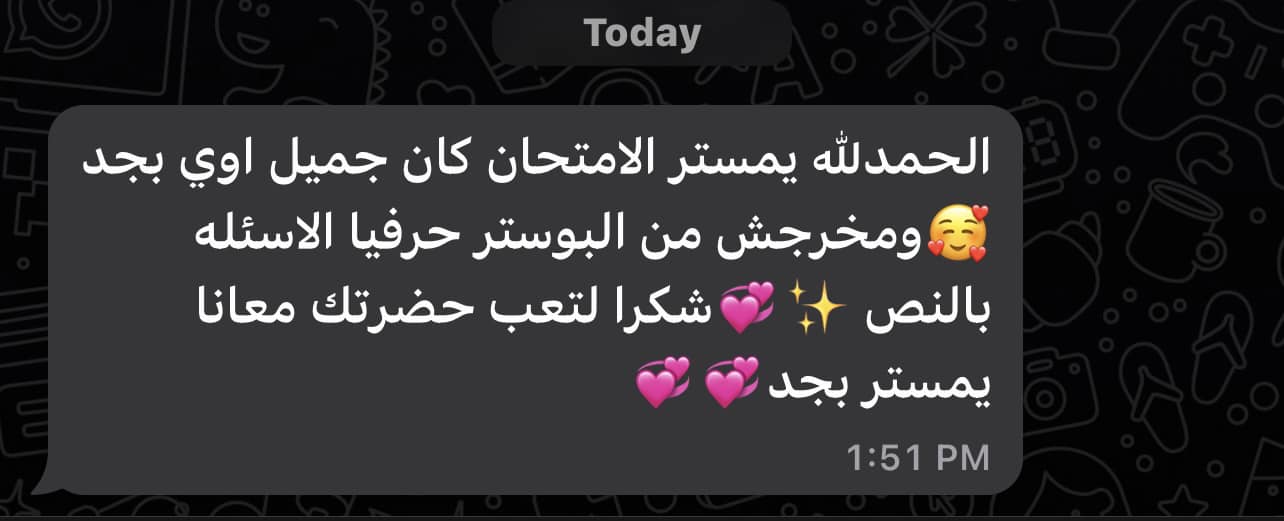 Today
الحمدلله يمستر الامتحان كان جميل اوي بجد
🥰ومخرجش من البوستر حرفيا الاسئله
بالنص ✨💞شكرا لتعب حضرتك معانا
يمستر بجد💞💞
1:51 PM